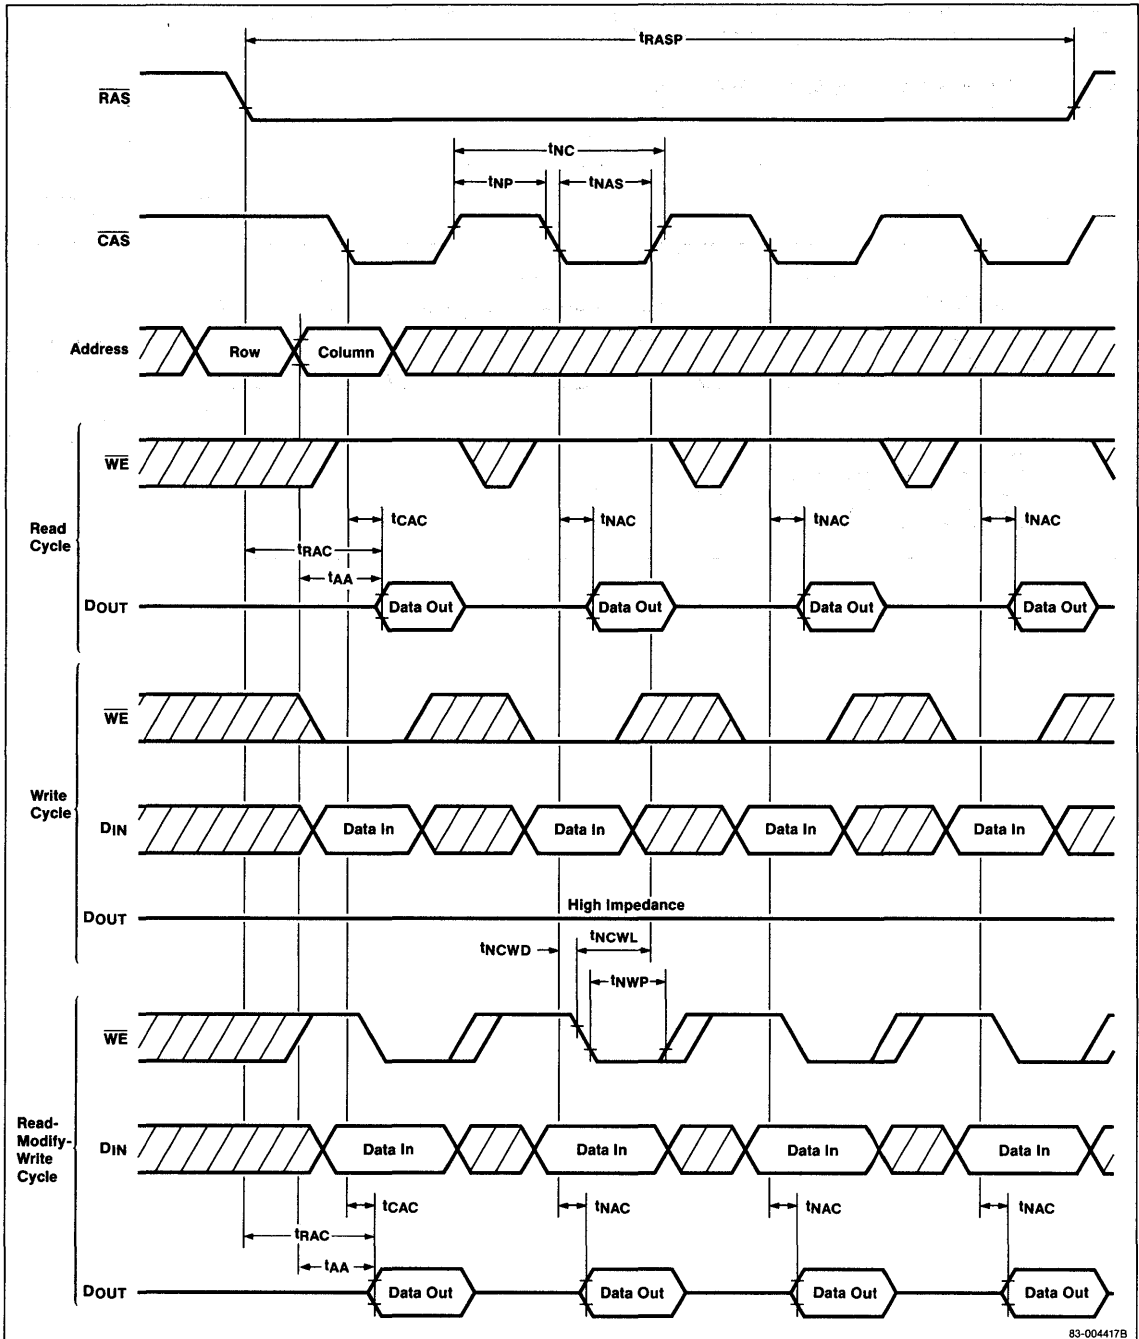 tRASP
RAS
tNC
tNP
tNAS
CAS
Address
Row
Column
Read
Cycle
WE
tCAC
tNAC
tNAC
tNAC
tRAC
tAA
DOUT
Data Out
Data Out
Data Out
Data Out
Write
Cycle
WE
DIN
Data In
Data In
Data In
Data In
DOUT
High Impedance
tNCWD
tNCWL
tNWP
Read-
Modify-
Write
Cycle
WE
DIN
Data In
Data In
Data In
Data In
tCAC
tNAC
tNAC
tNAC
tRAC
tAA
DOUT
Data Out
Data Out
Data Out
Data Out
83-004417B